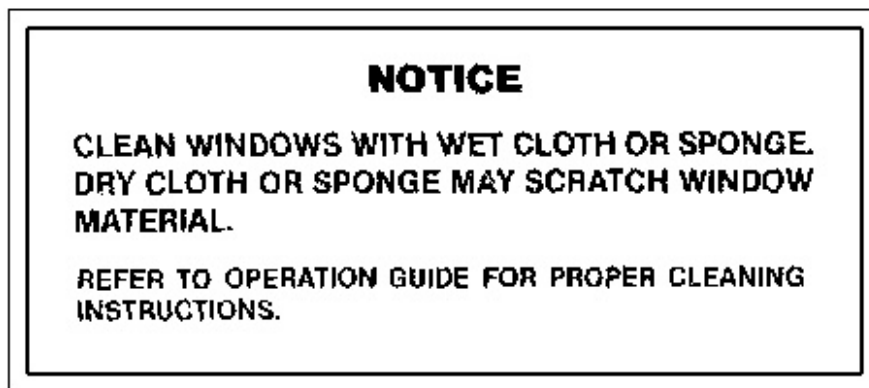 NOTICE
CLEAN WINDOWS WITH WET CLOTH OR SPONGE.
DRY CLOTH OR SPONGE MAY SCRATCH WINDOW
MATERIAL.
REFER TO OPERATION GUIDE FOR PROPER CLEANING
INSTRUCTIONS.